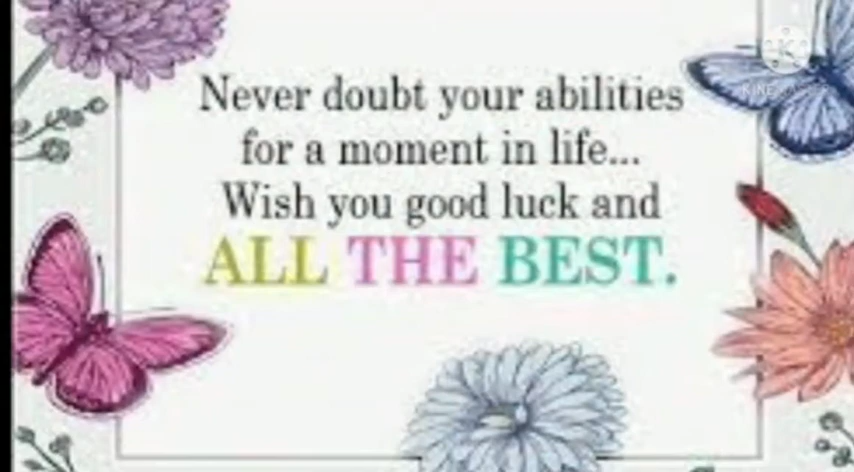 Never doubt your abilities
for a moment in life...
Wish you good luck and
ALL THE BEST.